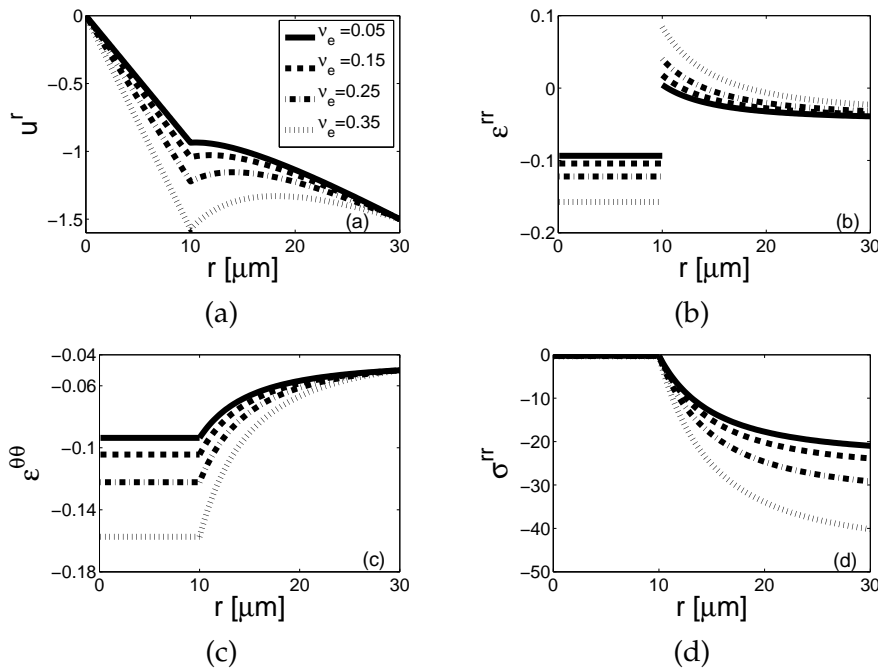 0
−0.5
−1
−1.5
u^r
0 10 20 30
r [μm]
ν_e =0.05
ν_e =0.15
ν_e =0.25
ν_e =0.35
(a)
(a)
0.1
0
−0.1
−0.2
ε^rr
0 10 20 30
r [μm]
(b)
(b)
−0.04
−0.06
−0.1
−0.14
−0.18
ε^θθ
0 10 20 30
r [μm]
(c)
(c)
0
−10
−20
−30
−40
−50
σ^rr
0 10 20 30
r [μm]
(d)
(d)